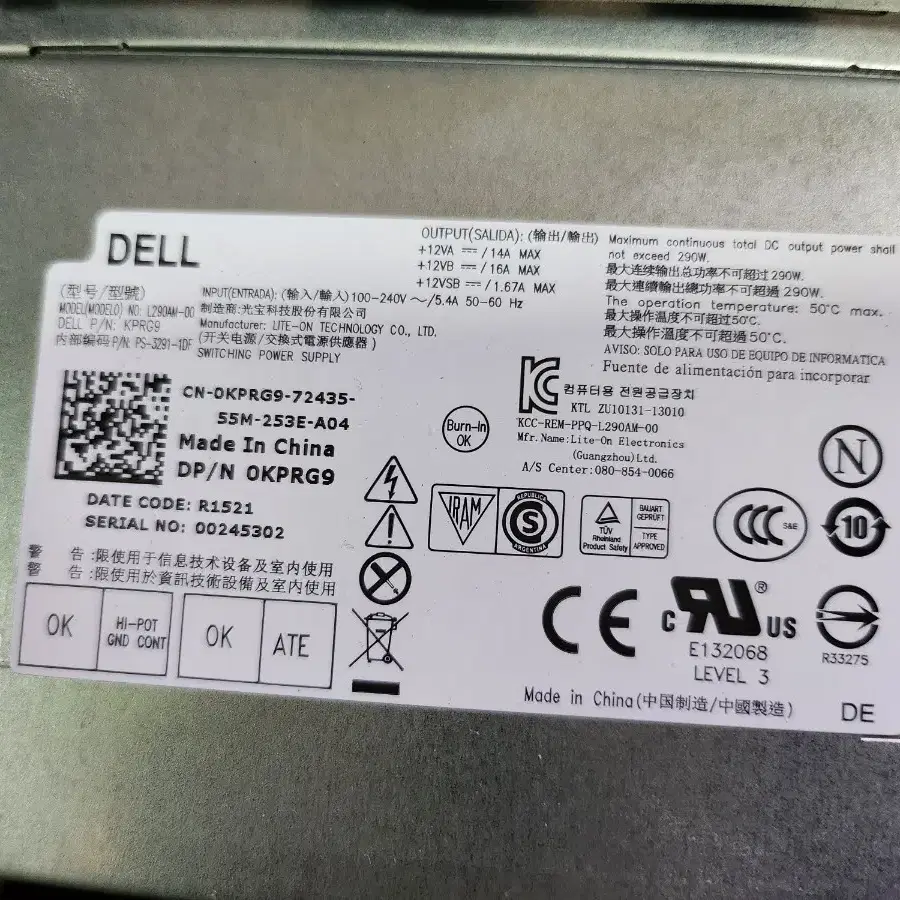 DELL
(型号/型號)
MODEL(MODELO) NO: L290AM-00
DELL P/N: KPRG9
内部编码P/N: PS-3291-1DF
INPUT(ENTRADA): (输入/輸入)100-240V ～/5.4A 50-60 Hz
制造商:光宝科技股份有限公司
Manufacturer: LITE-ON TECHNOLOGY CO., LTD.
(开关电源/交換式電源供應器)
SWITCHING POWER SUPPLY
OUTPUT(SALIDA): (输出/輸出)
+12VA ⎓ / 14A MAX
+12VB ⎓ / 16A MAX
+12VSB ⎓ / 1.67A MAX
Maximum continuous total DC output power shall
not exceed 290W.
最大连续输出总功率不可超过290W.
最大連續輸出總功率不可超過 290W.
The operation temperature: 50℃ max.
最大操作温度不可超过50℃.
最大操作溫度不可超過50℃.
AVISO: SOLO PARA USO DE EQUIPO DE INFORMATICA
Fuente de alimentación para incorporar
CN-0KPRG9-72435-
55M-253E-A04
Made In China
DP/N 0KPRG9
DATE CODE: R1521
SERIAL NO: 00245302
Burn-In
OK
컴퓨터용 전원공급장치
KTL ZU10131-13010
KCC-REM-PPQ-L290AM-00
Mfr.Name:Lite-On Electronics
(Guangzhou)Ltd.
A/S Center:080-854-0066
N
IRAM
REPUBLICA
S
ARGENTINA
TÜV
Rheinland
Product Safety
BAUART
GEPRÜFT
TYPE
APPROVED
CCC
S&E
10
警 告:限使用于信息技术设备及室内使用
警 告:限使用於資訊技術設備及室內使用
OK
HI-POT
GND CONT
OK
ATE
CE
c RU ® US
E132068
LEVEL 3
R33275
Made in China(中国制造/中國製造)
DE